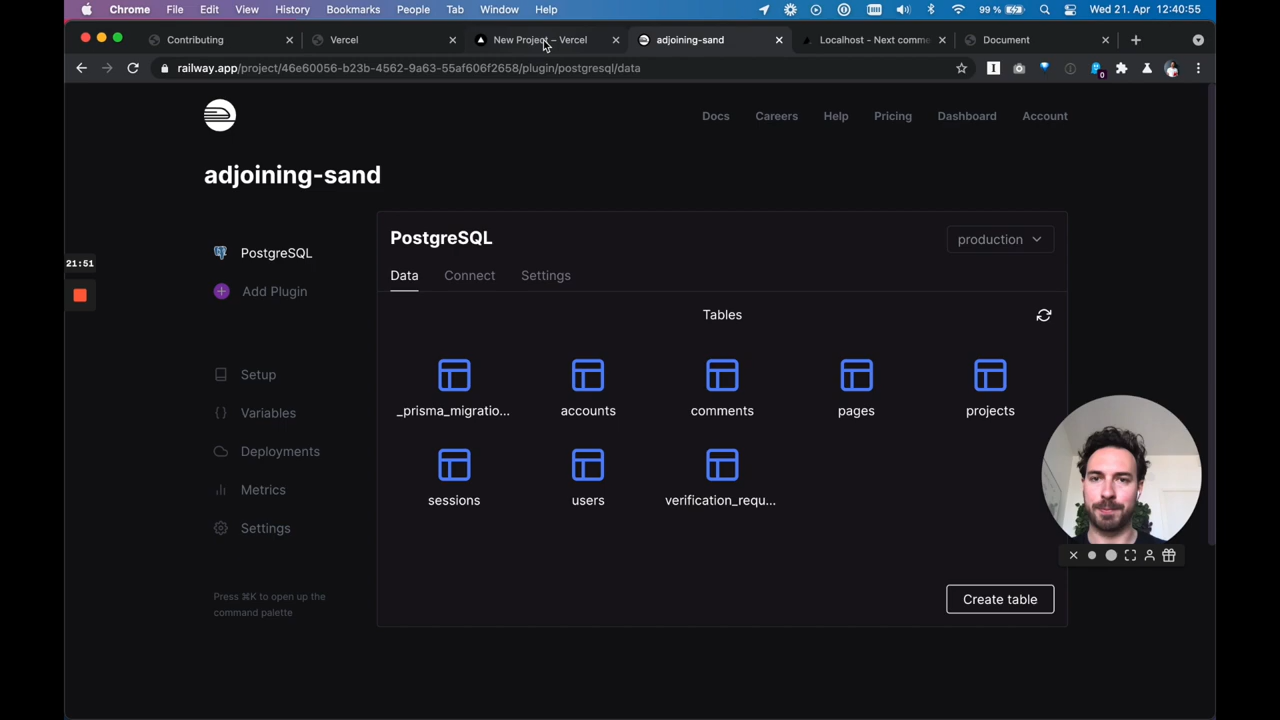 Chrome File Edit View History Bookmarks People Tab Window Help 99 % Wed 21. Apr 12:40:55
Contributing Vercel New Project – Vercel adjoining-sand Localhost - Next comme Document
railway.app/project/46e60056-b23b-4562-9a63-55af606f2658/plugin/postgresql/data
0
Docs Careers Help Pricing Dashboard Account
adjoining-sand
PostgreSQL
Add Plugin
Setup
Variables
Deployments
Metrics
Settings
Press ⌘K to open up the
command palette
21:51
PostgreSQL
production
Data Connect Settings
Tables
_prisma_migratio... accounts comments pages projects
sessions users verification_requ...
Create table